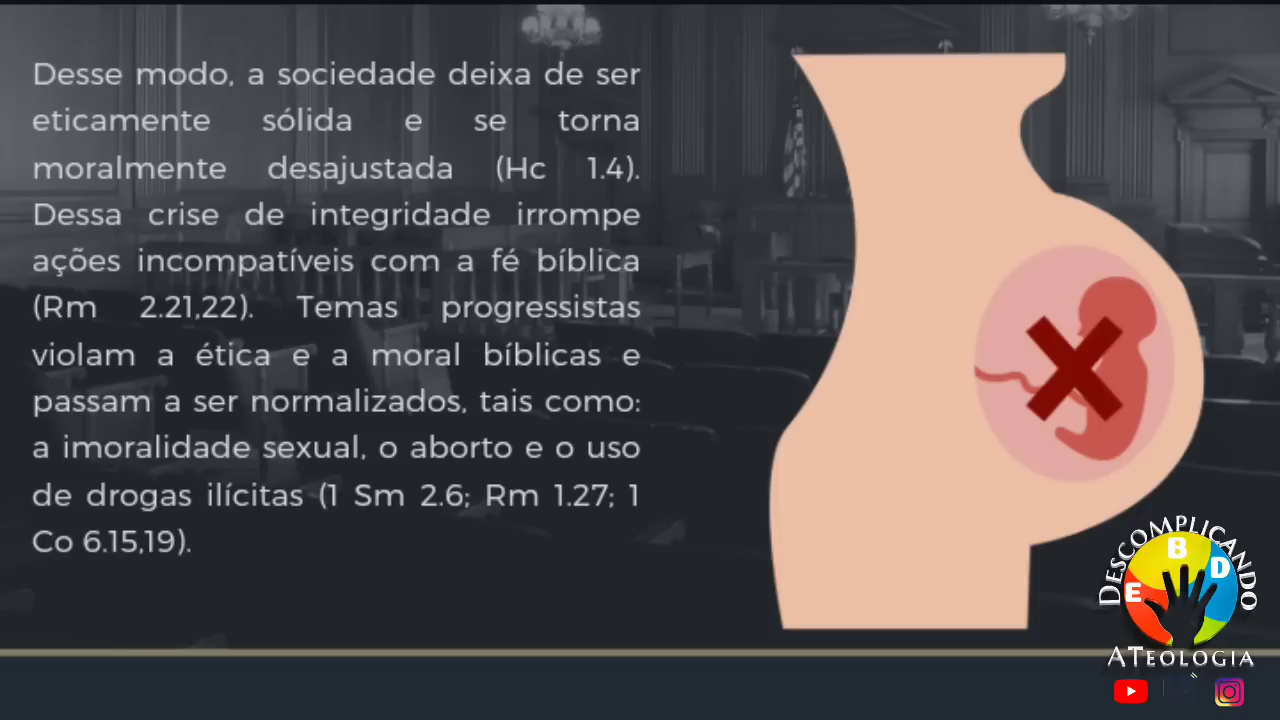 Desse modo, a sociedade deixa de ser
eticamente sólida e se torna
moralmente desajustada (Hc 1.4).
Dessa crise de integridade irrompe
ações incompatíveis com a fé bíblica
(Rm 2.21,22). Temas progressistas
violam a ética e a moral bíblicas e
passam a ser normalizados, tais como:
a imoralidade sexual, o aborto e o uso
de drogas ilícitas (1 Sm 2.6; Rm 1.27; 1
Co 6.15,19).
DESCOMPLICANDO
E B D
ATEOLOGIA